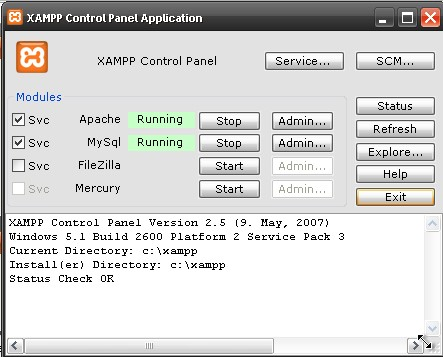 XAMPP Control Panel Application
XAMPP Control Panel Service... SCM...
Modules
Svc Apache Running Stop Admin...
Svc MySql Running Stop Admin...
Svc FileZilla Start Admin...
Svc Mercury Start Admin...
Status
Refresh
Explore...
Help
Exit
XAMPP Control Panel Version 2.5 (9. May, 2007)
Windows 5.1 Build 2600 Platform 2 Service Pack 3
Current Directory: c:\xampp
Install(er) Directory: c:\xampp
Status Check OK